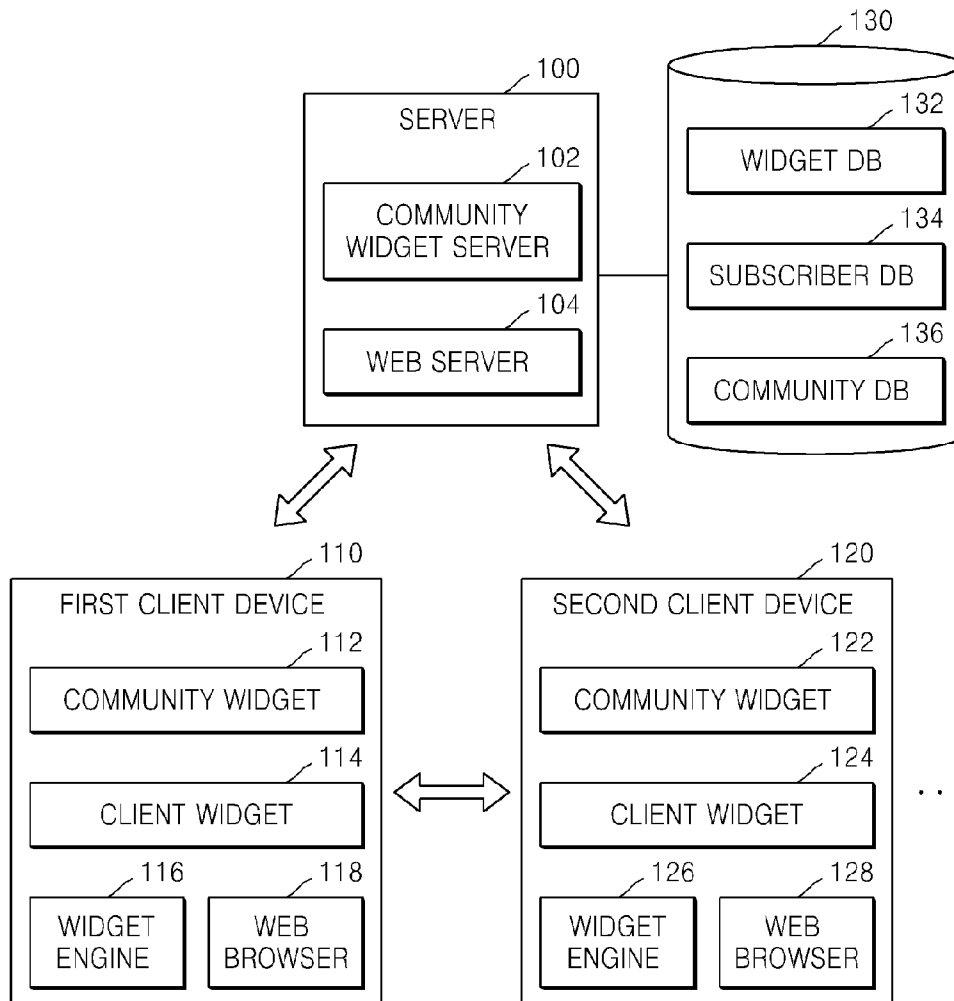 130
100
SERVER
132
WIDGET DB
102
COMMUNITY
WIDGET SERVER
134
SUBSCRIBER DB
104
WEB SERVER
136
COMMUNITY DB
110
FIRST CLIENT DEVICE
112
COMMUNITY WIDGET
114
CLIENT WIDGET
116
WIDGET
ENGINE
118
WEB
BROWSER
120
SECOND CLIENT DEVICE
122
COMMUNITY WIDGET
124
CLIENT WIDGET
126
WIDGET
ENGINE
128
WEB
BROWSER
. .